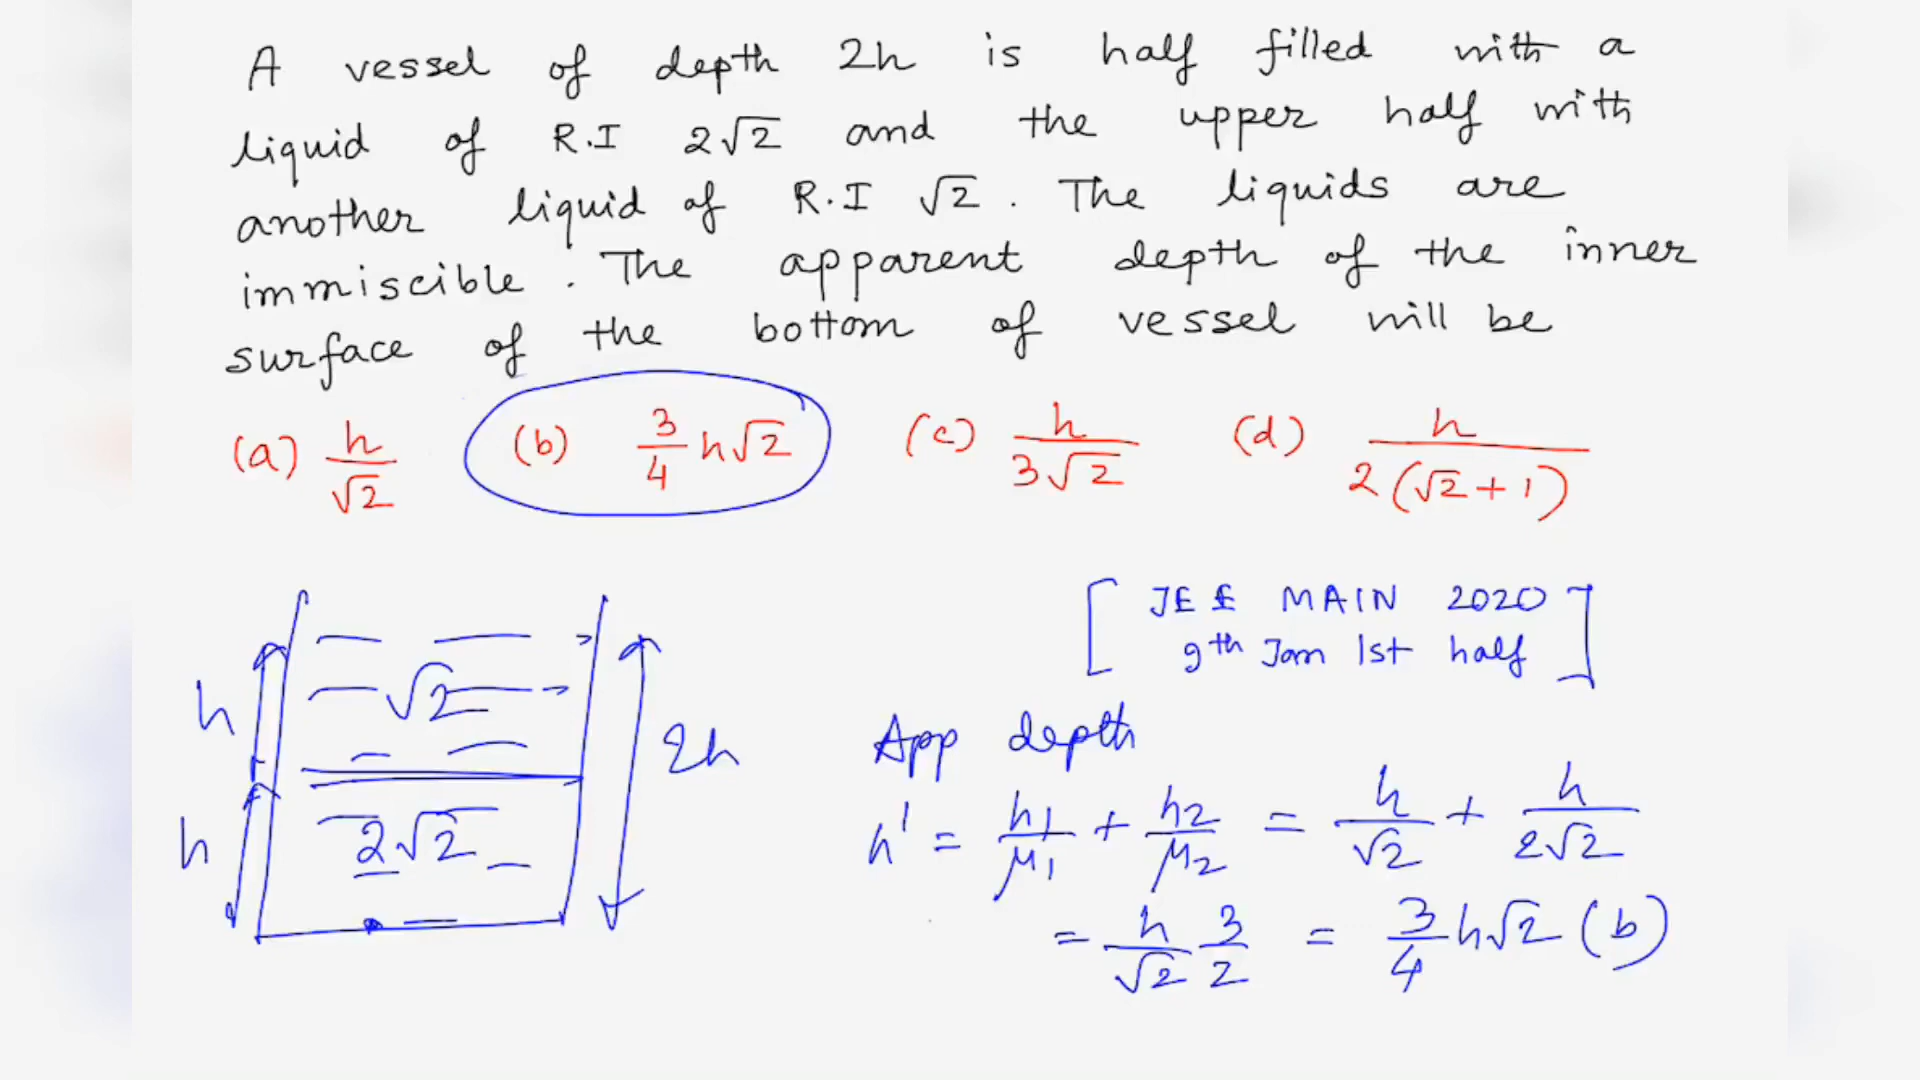 A vessel of depth 2h is half filled with a
liquid of R.I 2√2 and the upper half with
another liquid of R.I √2. The liquids are
immiscible. The apparent depth of the inner
surface of the bottom of vessel will be
(a) h/√2 (b) 3/4 h√2 (c) h/3√2 (d) h/2(√2+1)
[JEE MAIN 2020
9th Jan 1st half]
h √2 2h
h 2√2
App depth
h' = h1/μ1 + h2/μ2 = h/√2 + h/2√2
= h/√2 3/2 = 3/4 h√2 (b)